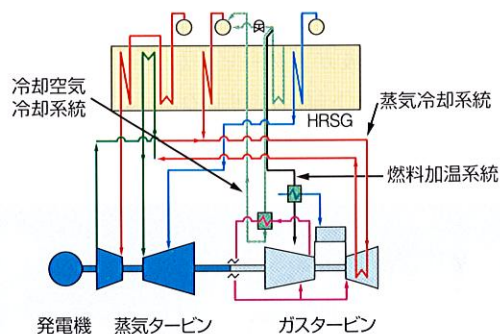 冷却空気
冷却系統
HRSG
蒸気冷却系統
燃料加温系統
発電機
蒸気タービン
ガスタービン